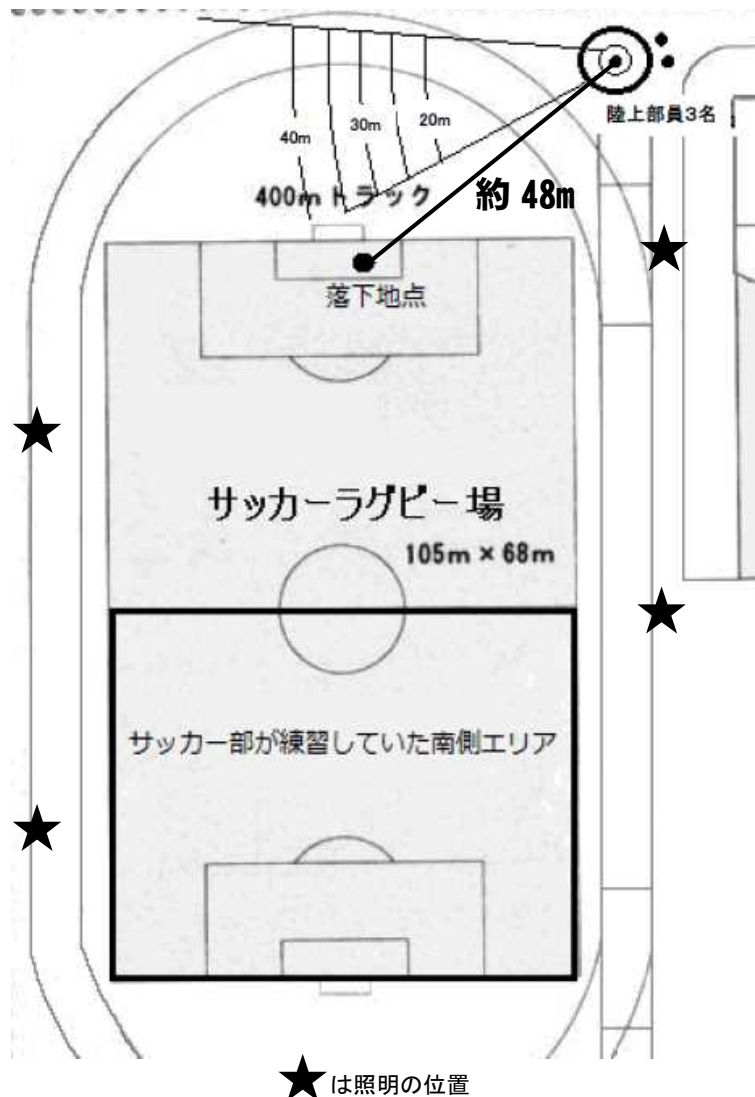 陸上部員3名
40m
30m
20m
400mトラック
約 48m
落下地点
サッカーラグビー場
105m × 68m
サッカー部が練習していた南側エリア
★は照明の位置